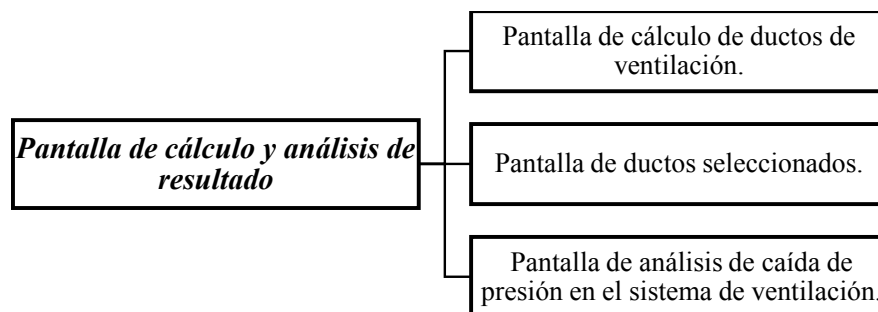 Pantalla de cálculo y análisis de
resultado
Pantalla de cálculo de ductos de
ventilación.
Pantalla de ductos seleccionados.
Pantalla de análisis de caída de
presión en el sistema de ventilación.